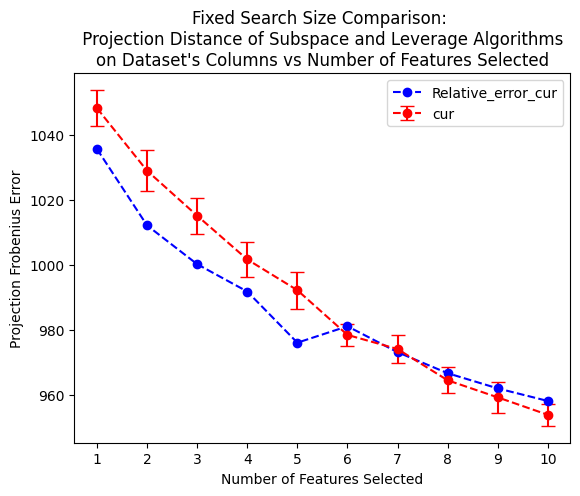 Fixed Search Size Comparison:
Projection Distance of Subspace and Leverage Algorithms
on Dataset's Columns vs Number of Features Selected
Relative_error_cur
cur
Projection Frobenius Error
1040
1020
1000
980
960
1 2 3 4 5 6 7 8 9 10
Number of Features Selected